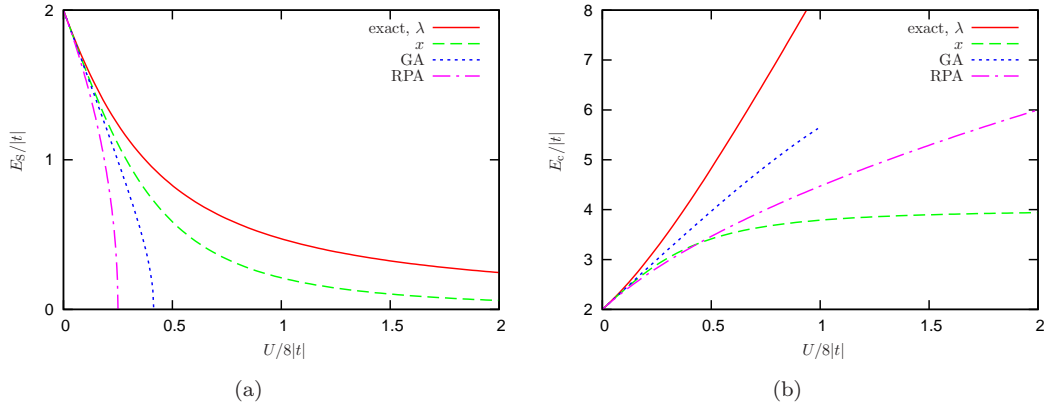 2
1
0
0
0.5
1
1.5
2
E_S/|t|
U/8|t|
exact, λ
x
GA
RPA
(a)
8
7
6
5
4
3
2
0
0.5
1
1.5
2
E_c/|t|
U/8|t|
exact, λ
x
GA
RPA
(b)